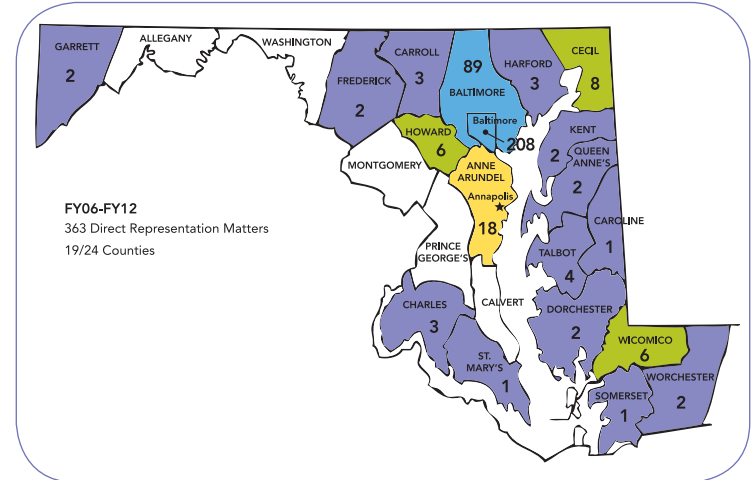 GARRETT
2
ALLEGANY
WASHINGTON
FREDERICK
2
CARROLL
3
89
BALTIMORE
Baltimore
208
HARFORD
3
CECIL
8
HOWARD
6
MONTGOMERY
ANNE
ARUNDEL
Annapolis
18
KENT
2
QUEEN
ANNE'S
2
CAROLINE
1
TALBOT
4
FY06-FY12
363 Direct Representation Matters
19/24 Counties
PRINCE
GEORGE'S
CALVERT
CHARLES
3
ST.
MARY'S
1
DORCHESTER
2
WICOMICO
6
SOMERSET
1
WORCHESTER
2